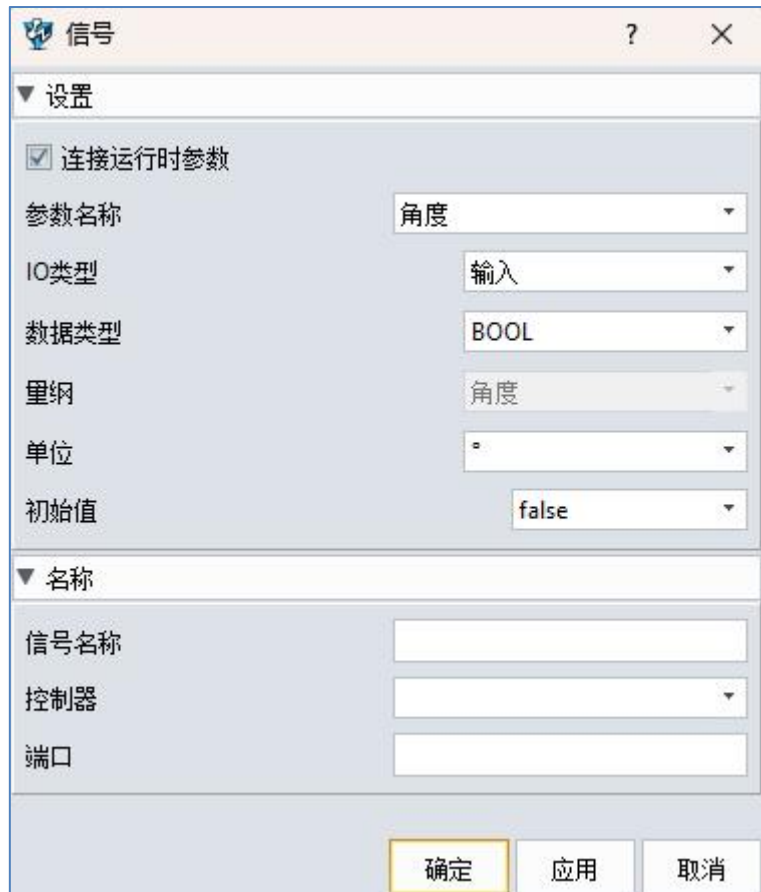 信号 ? ×
▼ 设置
连接运行时参数
参数名称 角度
IO类型 输入
数据类型 BOOL
量纲 角度
单位 °
初始值 false
▼ 名称
信号名称
控制器
端口
确定 应用 取消